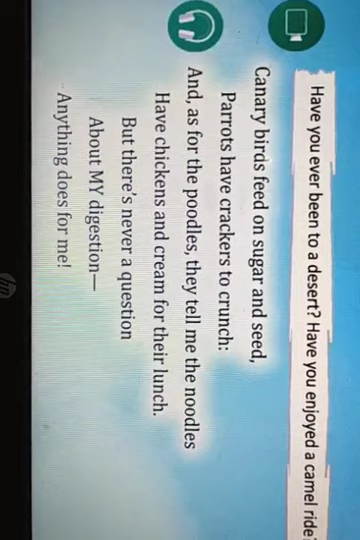 Have you ever been to a desert? Have you enjoyed a camel ride?
Canary birds feed on sugar and seed,
Parrots have crackers to crunch:
And, as for the poodles, they tell me the noodles
Have chickens and cream for their lunch.
But there's never a question
About MY digestion—
Anything does for me!
hp